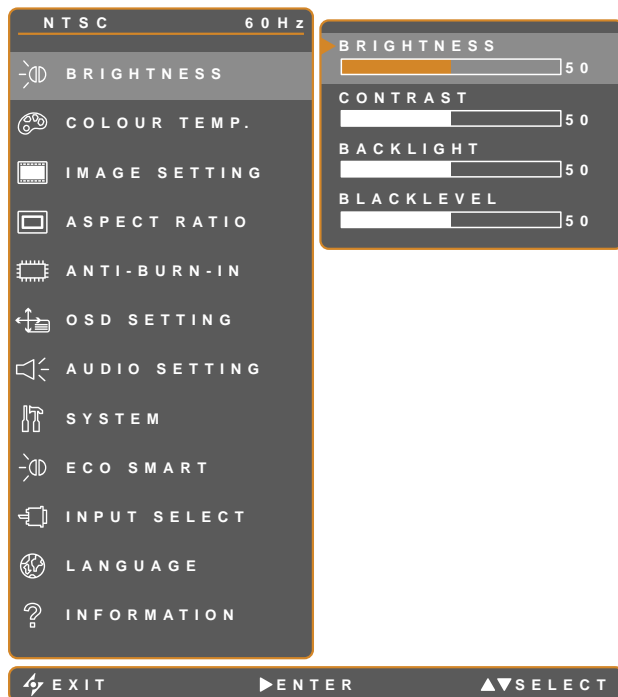 NTSC 60Hz
BRIGHTNESS
COLOUR TEMP.
IMAGE SETTING
ASPECT RATIO
ANTI-BURN-IN
OSD SETTING
AUDIO SETTING
SYSTEM
ECO SMART
INPUT SELECT
LANGUAGE
INFORMATION
BRIGHTNESS
50
CONTRAST
50
BACKLIGHT
50
BLACKLEVEL
50
EXIT ENTER SELECT